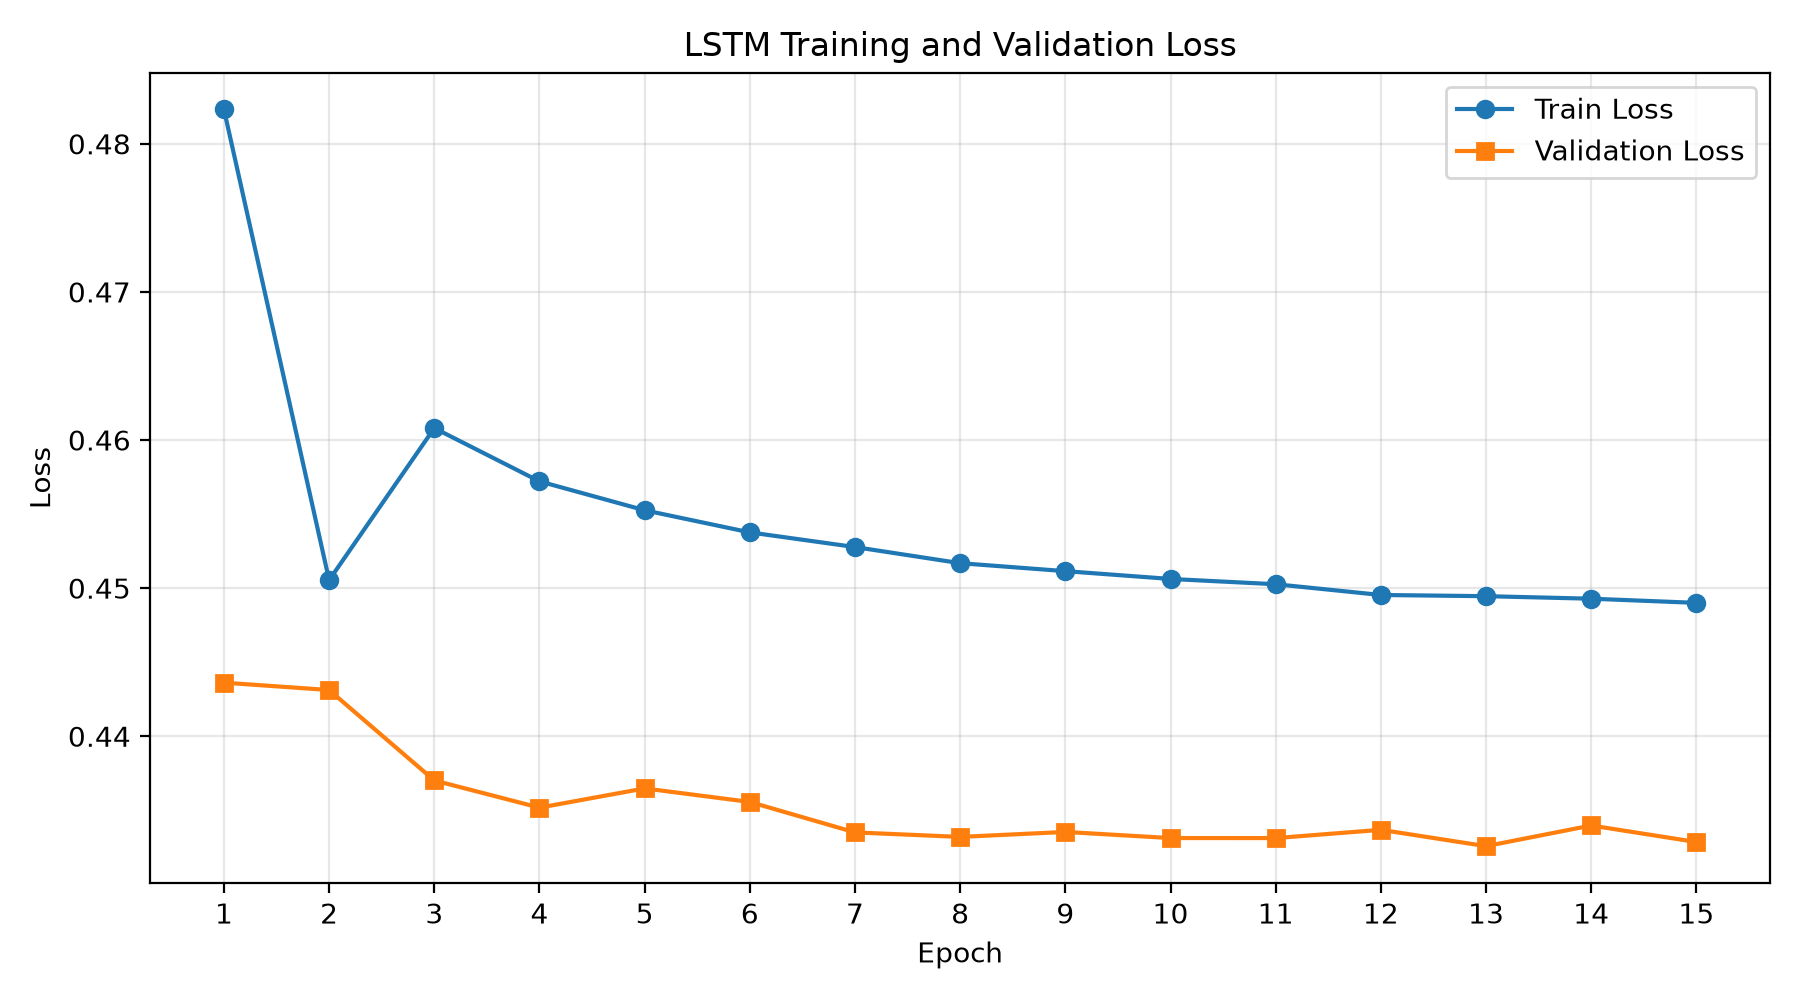 LSTM Training and Validation Loss
Train Loss
Validation Loss
0.48
0.47
0.46
0.45
0.44
Loss
1 2 3 4 5 6 7 8 9 10 11 12 13 14 15
Epoch